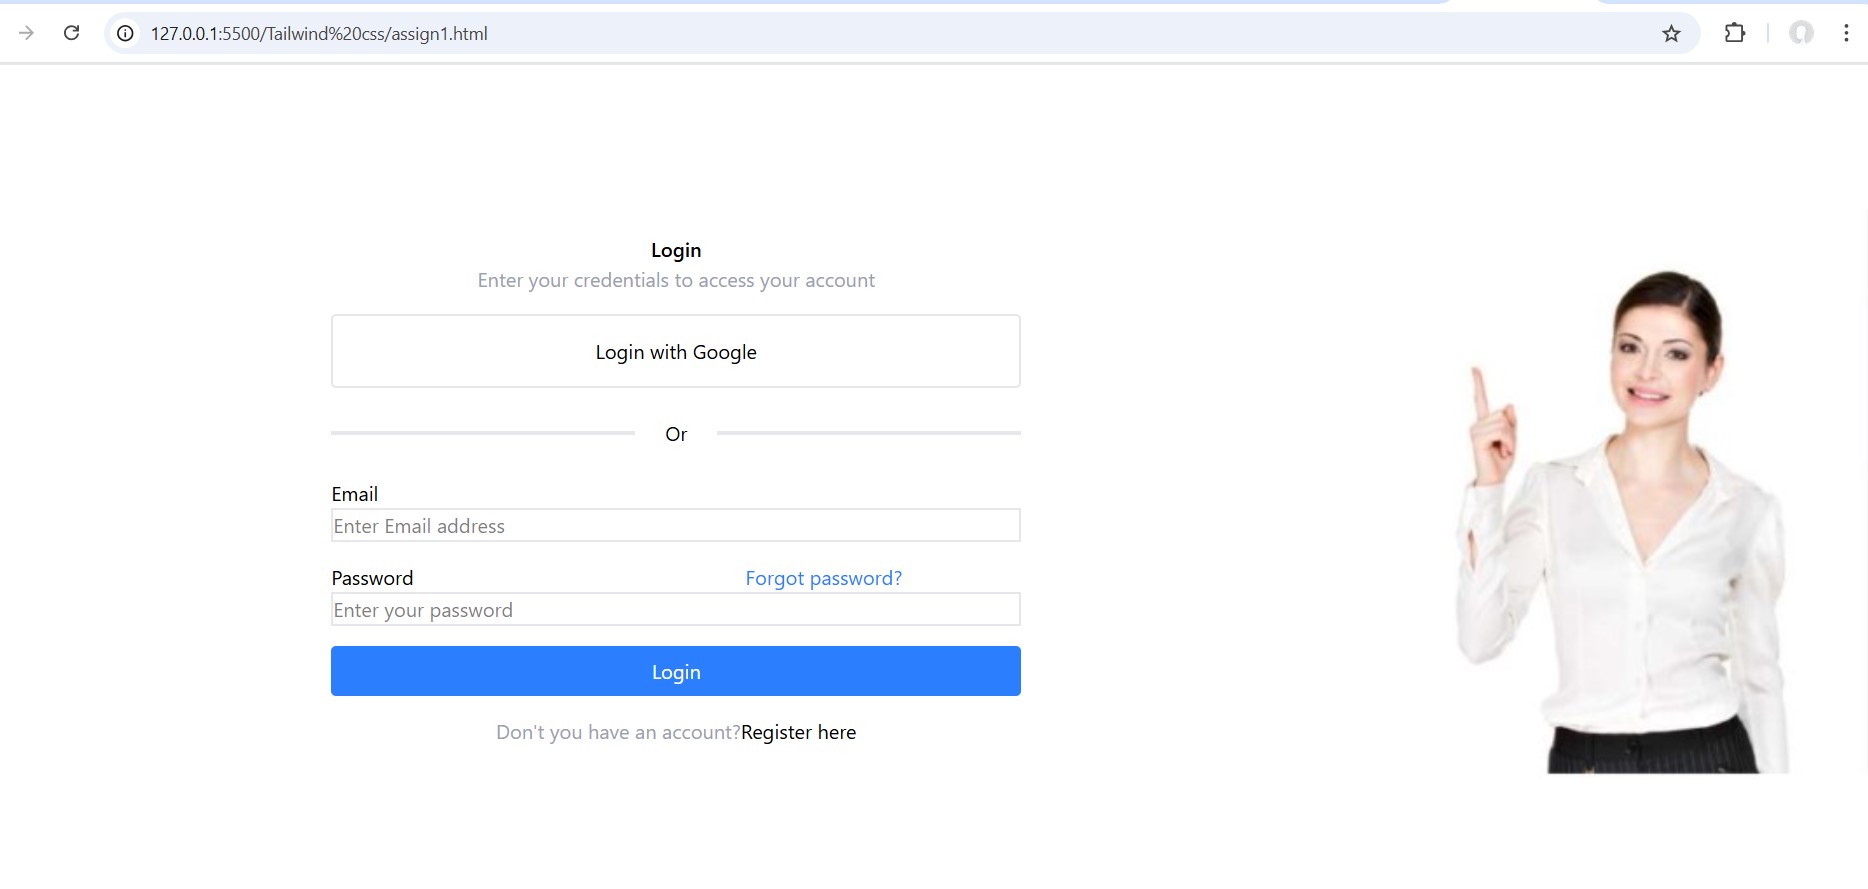 127.0.0.1:5500/Tailwind%20css/assign1.html
Login
Enter your credentials to access your account
Login with Google
Or
Email
Enter Email address
Password Forgot password?
Enter your password
Login
Don't you have an account?Register here